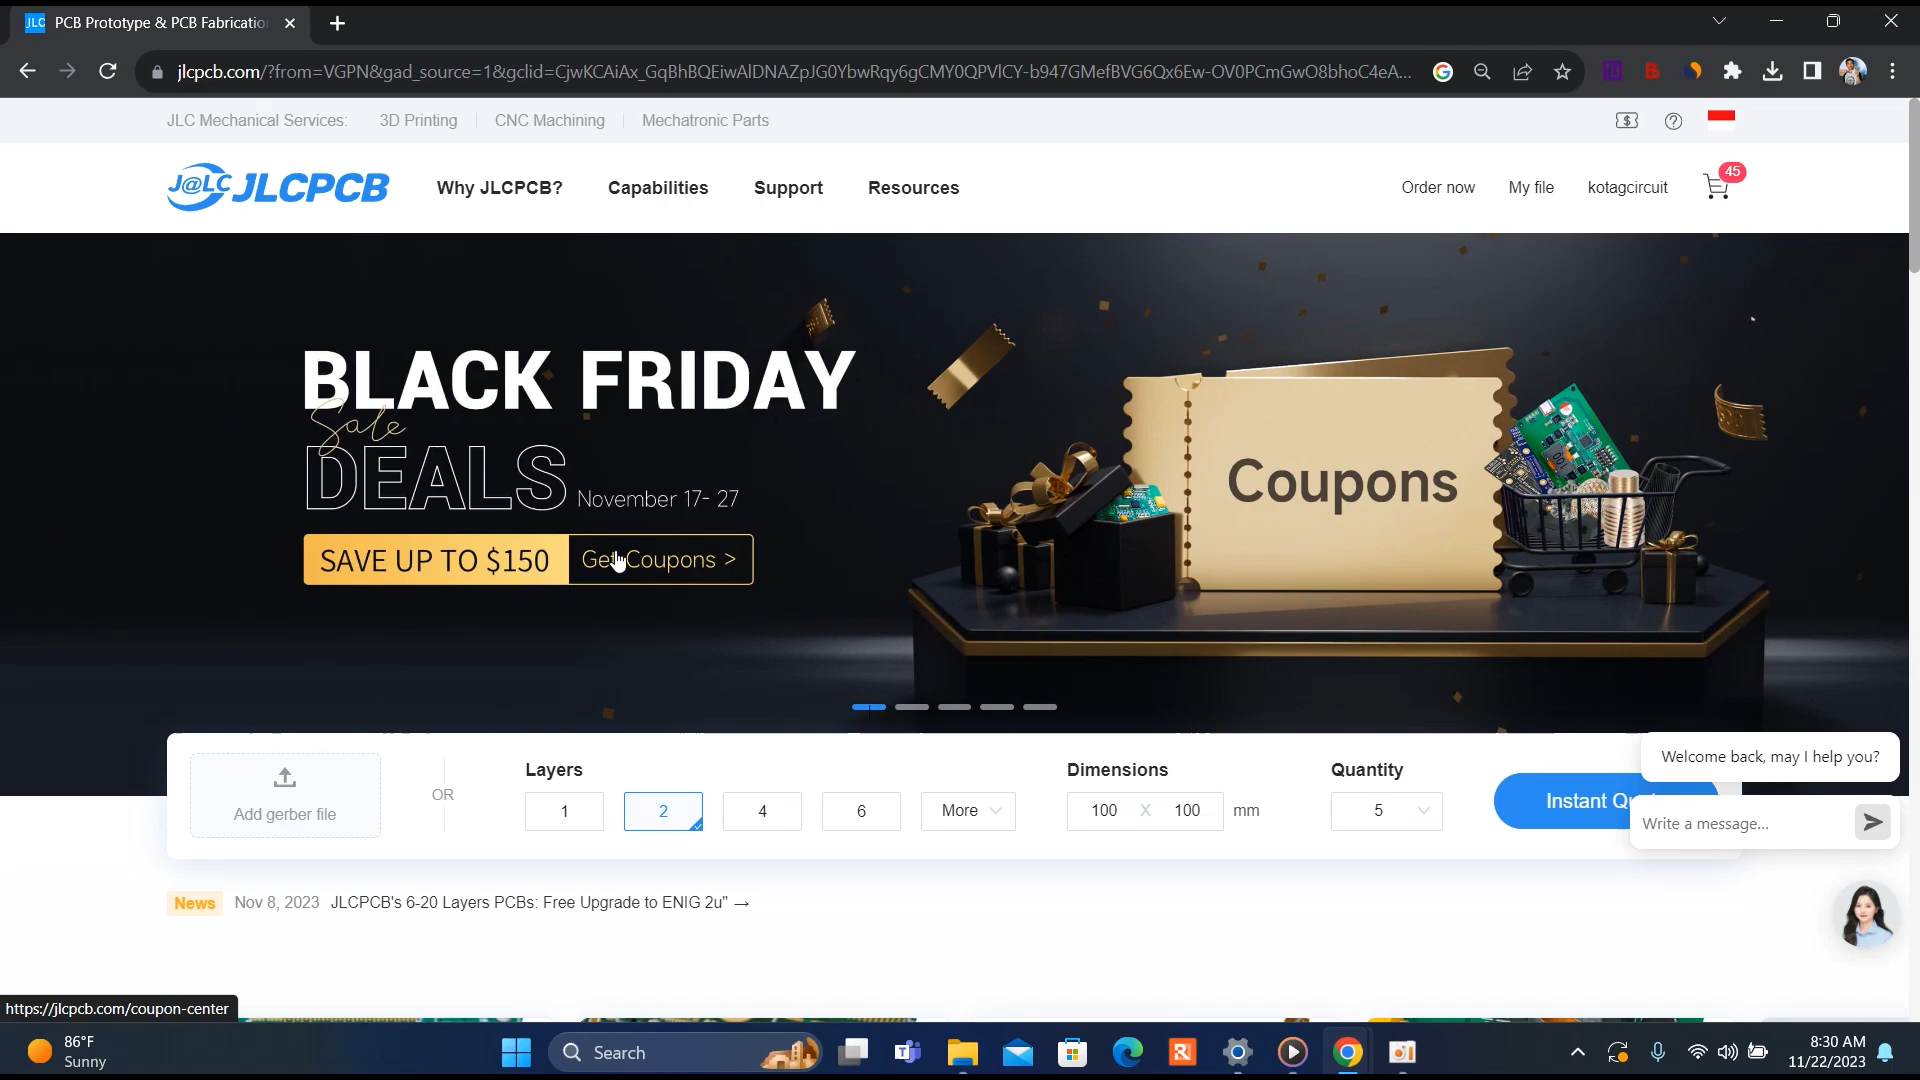 JLC PCB Prototype & PCB Fabricatio
jlcpcb.com/?from=VGPN&gad_source=1&gclid=CjwKCAiAx_GqBhBQEiwAlDNAZpJG0YbwRqy6gCMY0QPVlCY-b947GMefBVG6Qx6Ew-OV0PCmGwO8bhoC4eA...
JLC Mechanical Services: 3D Printing CNC Machining Mechatronic Parts
J@LC JLCPCB Why JLCPCB? Capabilities Support Resources Order now My file kotagcircuit 45
BLACK FRIDAY
Sale
DEALS November 17- 27
SAVE UP TO $150 Get Coupons >
Coupons
Layers Dimensions Quantity
Add gerber file OR 1 2 4 6 More 100 X 100 mm 5 Instant Qu
Welcome back, may I help you?
Write a message...
News Nov 8, 2023 JLCPCB's 6-20 Layers PCBs: Free Upgrade to ENIG 2u" →
https://jlcpcb.com/coupon-center
86°F
Sunny
Search
8:30 AM
11/22/2023